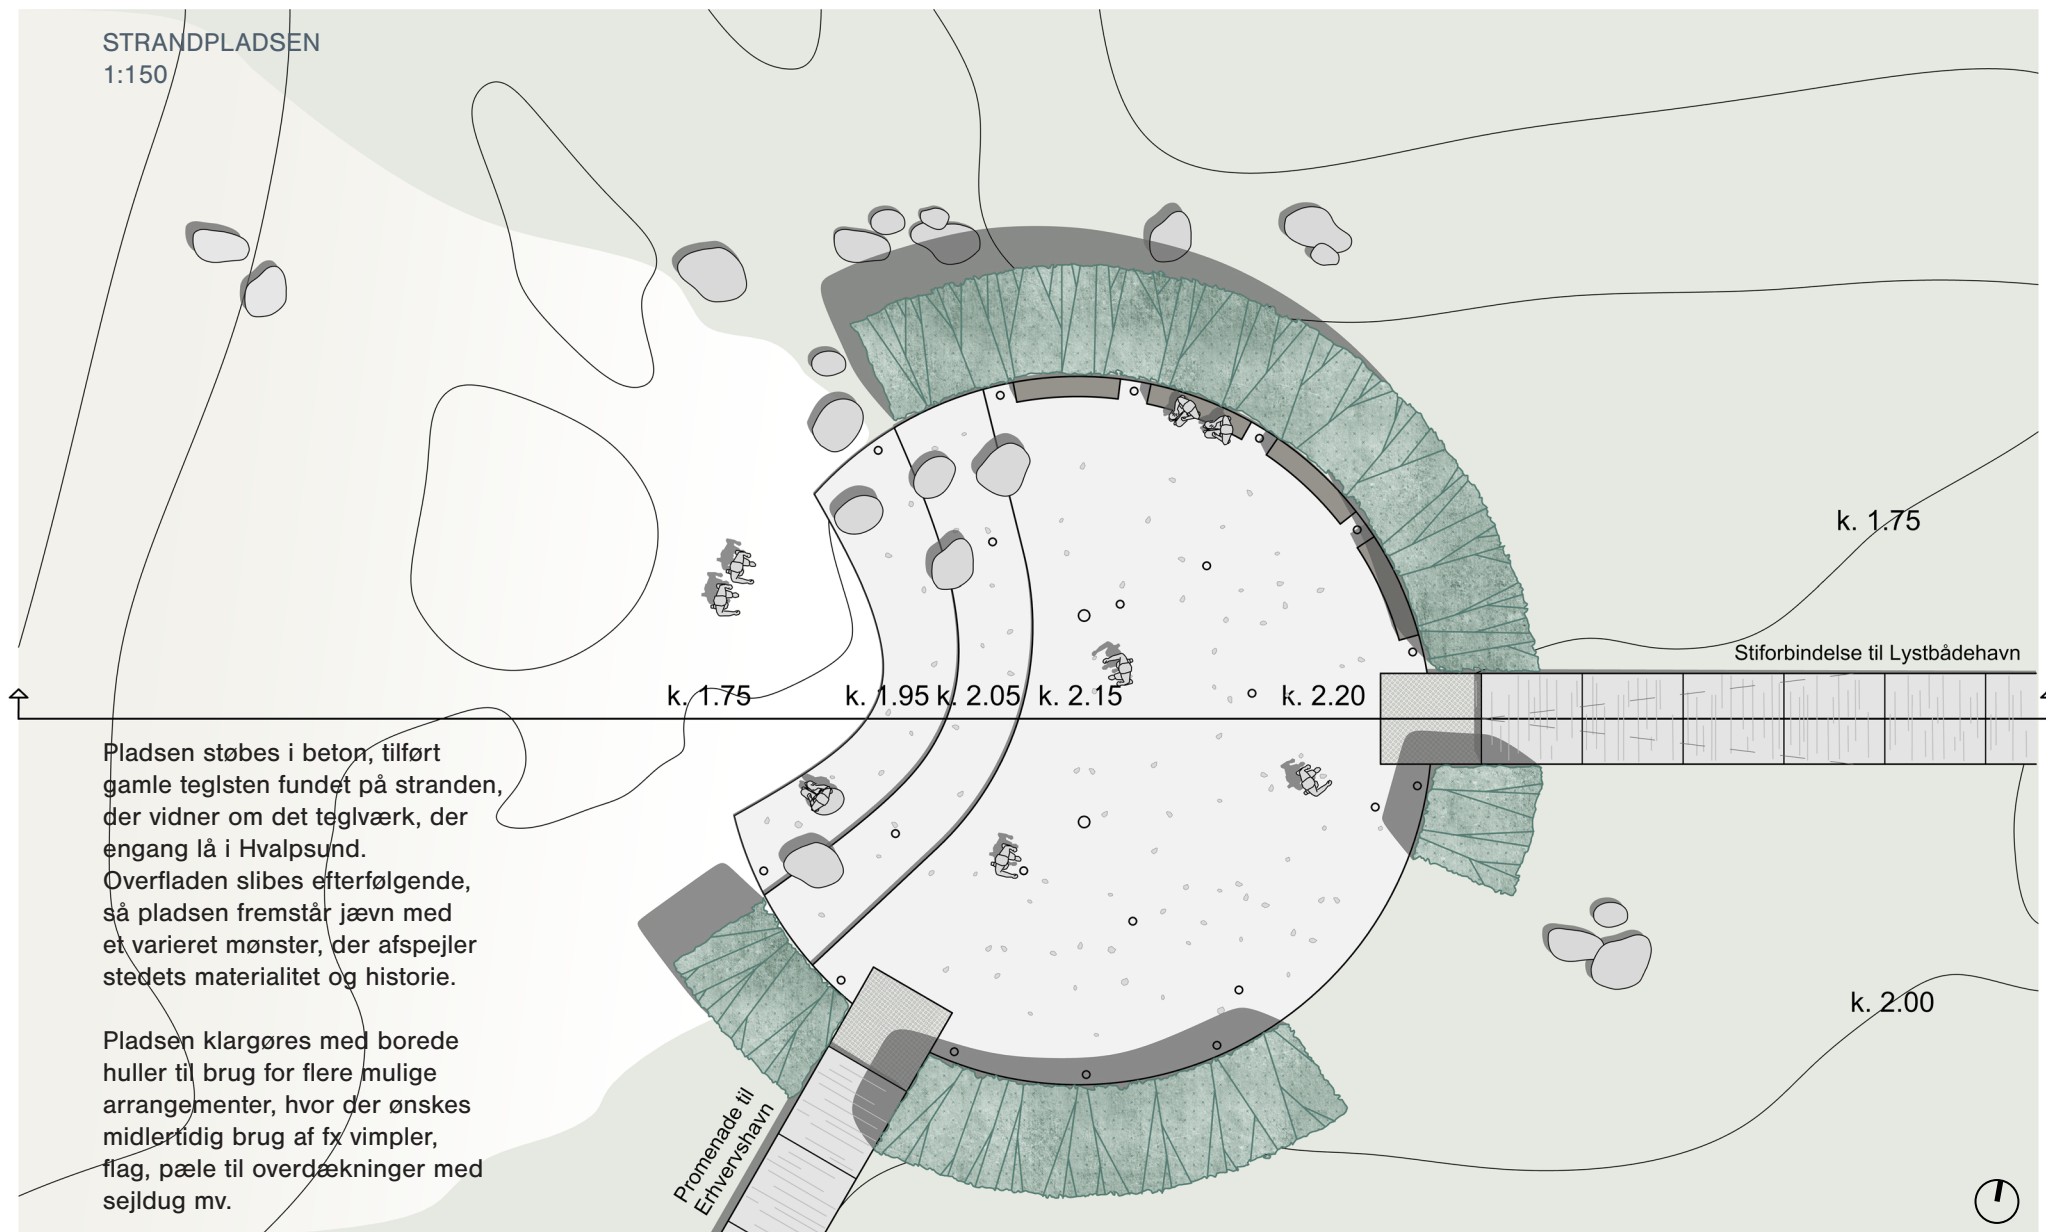 STRANDPLADSEN
1:150
k. 1.75
Stiforbindelse til Lystbådehavn
k. 1.75
k. 1.95
k. 2.05
k. 2.15
k. 2.20
Pladsen støbes i beton, tilført
gamle teglsten fundet på stranden,
der vidner om det teglværk, der
engang lå i Hvalpsund.
Overfladen slibes efterfølgende,
så pladsen fremstår jævn med
et varieret mønster, der afspejler
stedets materialitet og historie.
Pladsen klargøres med borede
huller til brug for flere mulige
arrangementer, hvor der ønskes
midlertidig brug af fx vimpler,
flag, pæle til overdækninger med
sejldug mv.
k. 2.00
Promenade til
Erhvervshavn